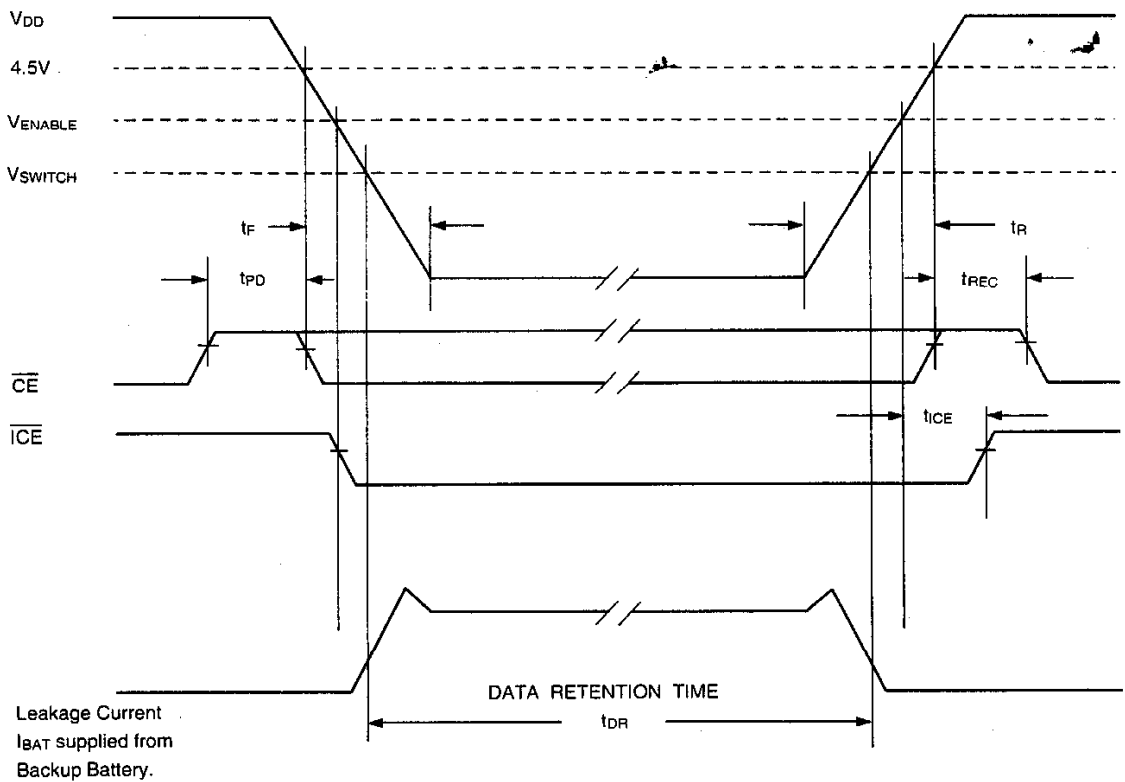 VDD
4.5V
VENABLE
VSWITCH
tF
tR
tPD
tREC
CE
tICE
ICE
DATA RETENTION TIME
tDR
Leakage Current
IBAT supplied from
Backup Battery.